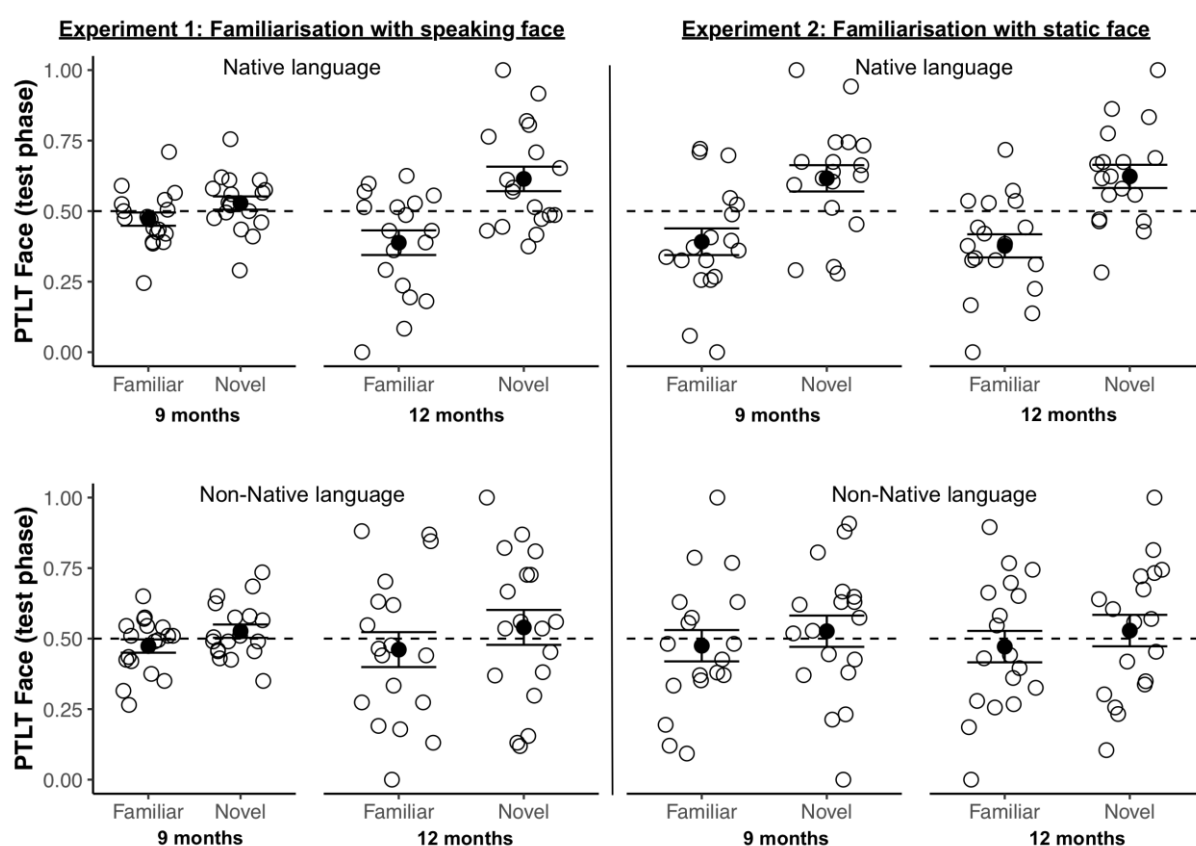 Experiment 1: Familiarisation with speaking face
Experiment 2: Familiarisation with static face
Native language
Native language
PTLT Face (test phase)
1.00
0.75
0.50
0.25
0.00
Familiar Novel Familiar Novel Familiar Novel Familiar Novel
9 months 12 months 9 months 12 months
Non-Native language
Non-Native language
PTLT Face (test phase)
1.00
0.75
0.50
0.25
0.00
Familiar Novel Familiar Novel Familiar Novel Familiar Novel
9 months 12 months 9 months 12 months